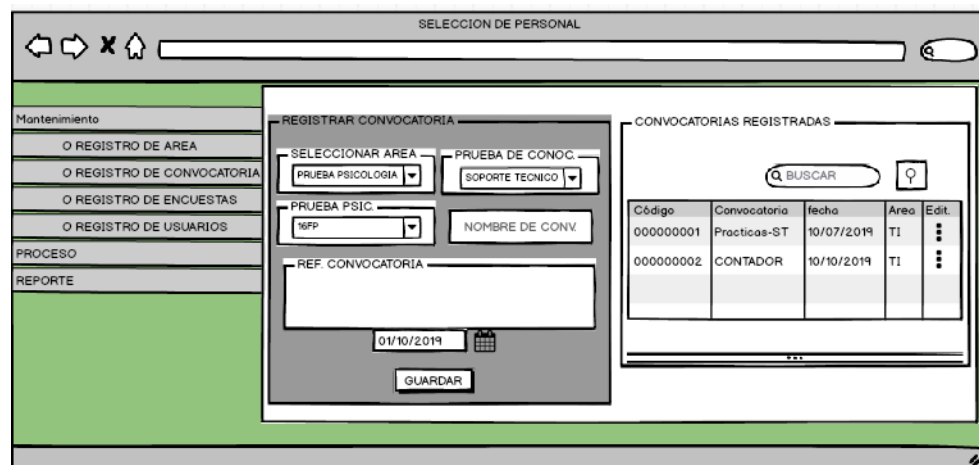 SELECCION DE PERSONAL
Mantenimiento
O REGISTRO DE AREA
O REGISTRO DE CONVOCATORIA
O REGISTRO DE ENCUESTAS
O REGISTRO DE USUARIOS
PROCESO
REPORTE
REGISTRAR CONVOCATORIA
SELECCIONAR AREA
PRUEBA PSICOLOGIA
PRUEBA DE CONOC.
SOPORTE TECNICO
PRUEBA PSIC.
16FP
NOMBRE DE CONV.
REF. CONVOCATORIA
01/10/2019
GUARDAR
CONVOCATORIAS REGISTRADAS
BUSCAR
Código Convocatoria fecha Area Edit.
000000001 Practicas-ST 10/07/2019 TI
000000002 CONTADOR 10/10/2019 TI